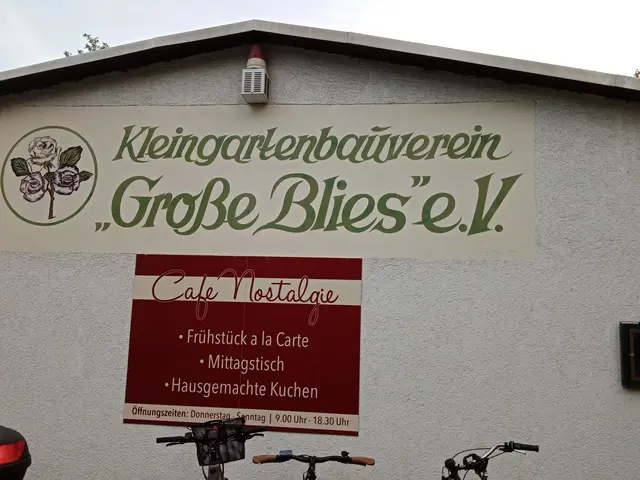 Kleingartenbauverein
„Große Blies” e.V.
Cafe Nostalgie
• Frühstück a la Carte
• Mittagstisch
• Hausgemachte Kuchen
Öffnungszeiten: Donnerstag - Sonntag | 9.00 Uhr - 18.30 Uhr